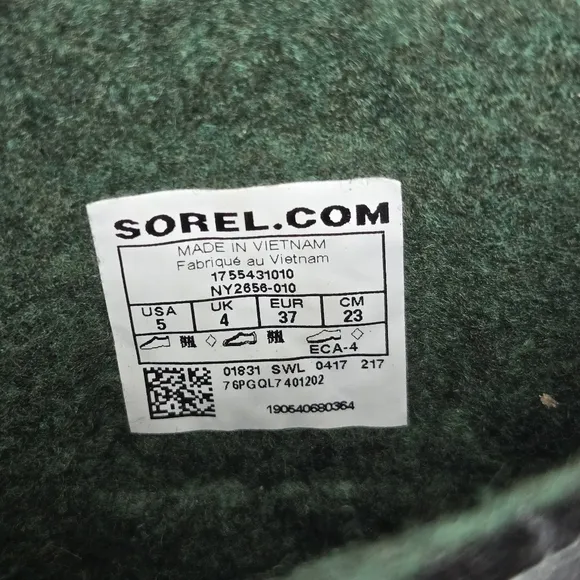 SOREL.COM
MADE IN VIETNAM
Fabriqué au Vietnam
1755431010
NY2656-010
USA UK EUR CM
5 4 37 23
ECA-4
01831 SWL 0417 217
76PGQL7401202
190540680364